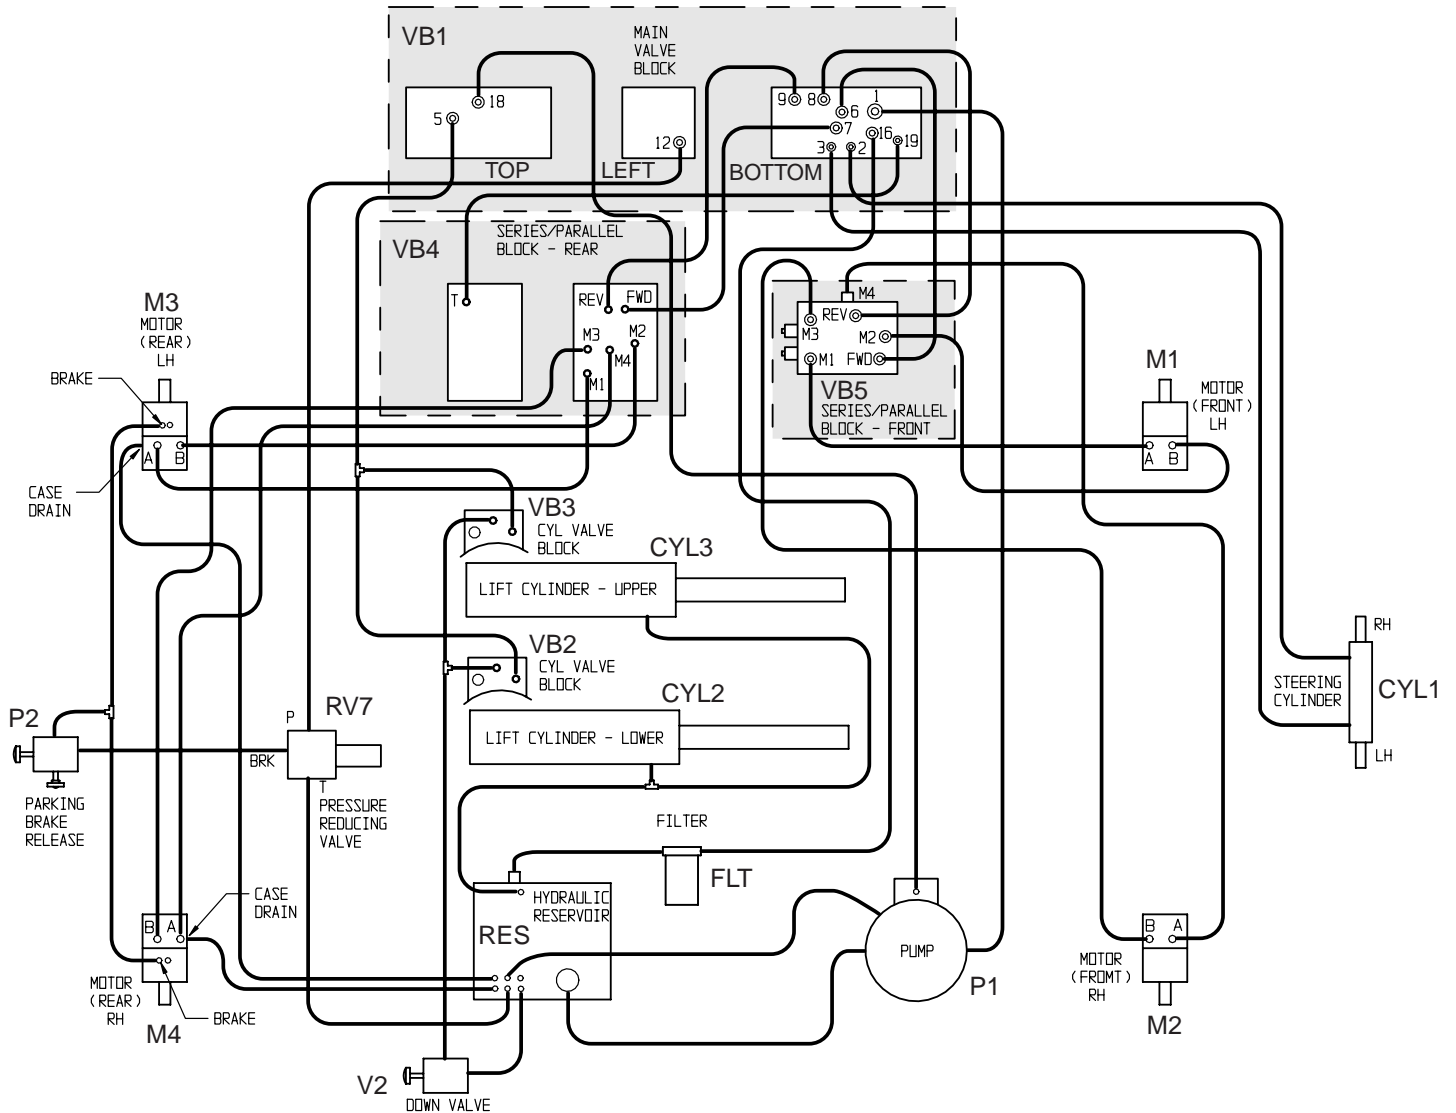 VB1
MAIN
VALVE
BLOCK
18
5
TOP
12
LEFT
9
8
6
1
7
16
19
3
2
BOTTOM
VB4
SERIES/PARALLEL
BLOCK - REAR
T
REV
FWD
M3
M2
M4
M1
M4
REV
M3
M2
M1
FWD
VB5
SERIES/PARALLEL
BLOCK - FRONT
M3
MOTOR
(REAR)
LH
BRAKE
A
B
CASE
DRAIN
M1
MOTOR
(FRONT)
LH
A
B
VB3
CYL VALVE
BLOCK
CYL3
LIFT CYLINDER - UPPER
VB2
CYL VALVE
BLOCK
CYL2
LIFT CYLINDER - LOWER
RH
STEERING
CYLINDER
CYL1
LH
P2
PARKING
BRAKE
RELEASE
P
RV7
BRK
T
PRESSURE
REDUCING
VALVE
FILTER
FLT
HYDRAULIC
RESERVOIR
RES
PUMP
P1
CASE
DRAIN
B
A
MOTOR
(REAR)
RH
BRAKE
M4
B
A
MOTOR
(FROMT)
RH
M2
V2
DOWN VALVE